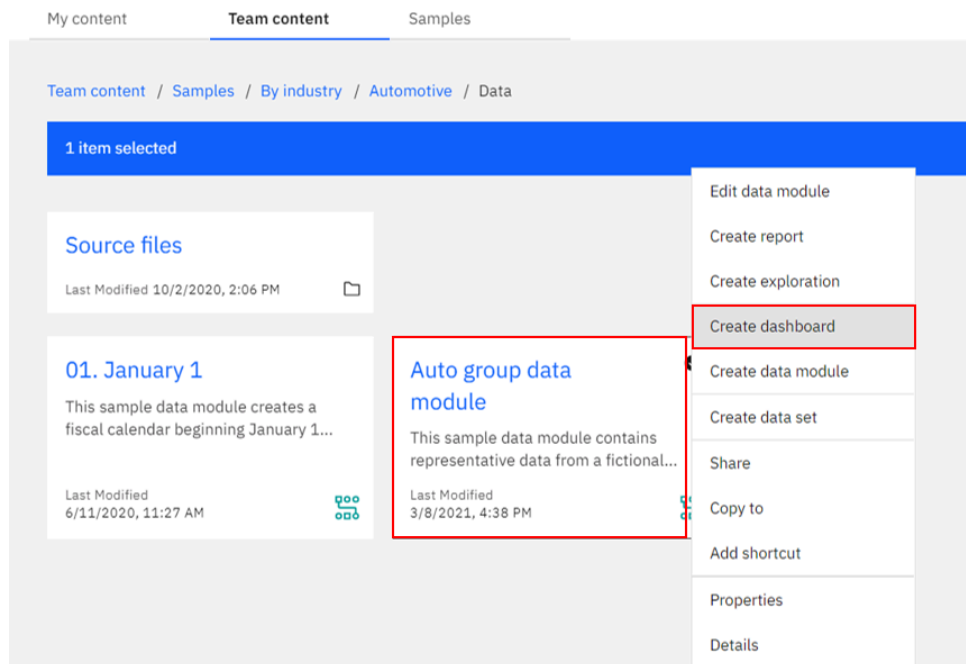 My content Team content Samples
Team content / Samples / By industry / Automotive / Data
1 item selected
Source files
Last Modified 10/2/2020, 2:06 PM
01. January 1
This sample data module creates a
fiscal calendar beginning January 1...
Last Modified
6/11/2020, 11:27 AM
Auto group data
module
This sample data module contains
representative data from a fictional...
Last Modified
3/8/2021, 4:38 PM
Edit data module
Create report
Create exploration
Create dashboard
Create data module
Create data set
Share
Copy to
Add shortcut
Properties
Details